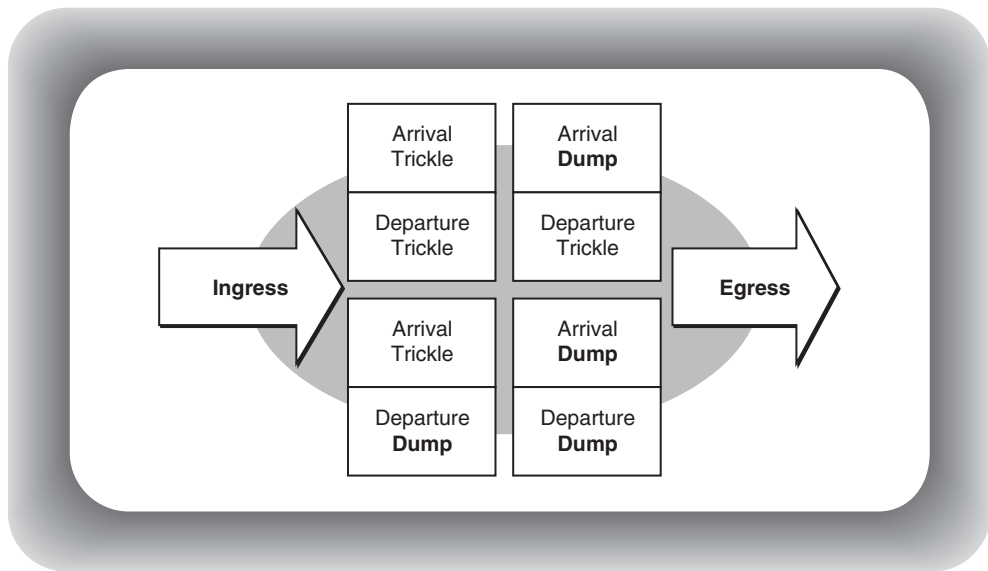 Arrival
Trickle
Departure
Trickle
Arrival
Dump
Departure
Trickle
Ingress
Egress
Arrival
Trickle
Departure
Dump
Arrival
Dump
Departure
Dump